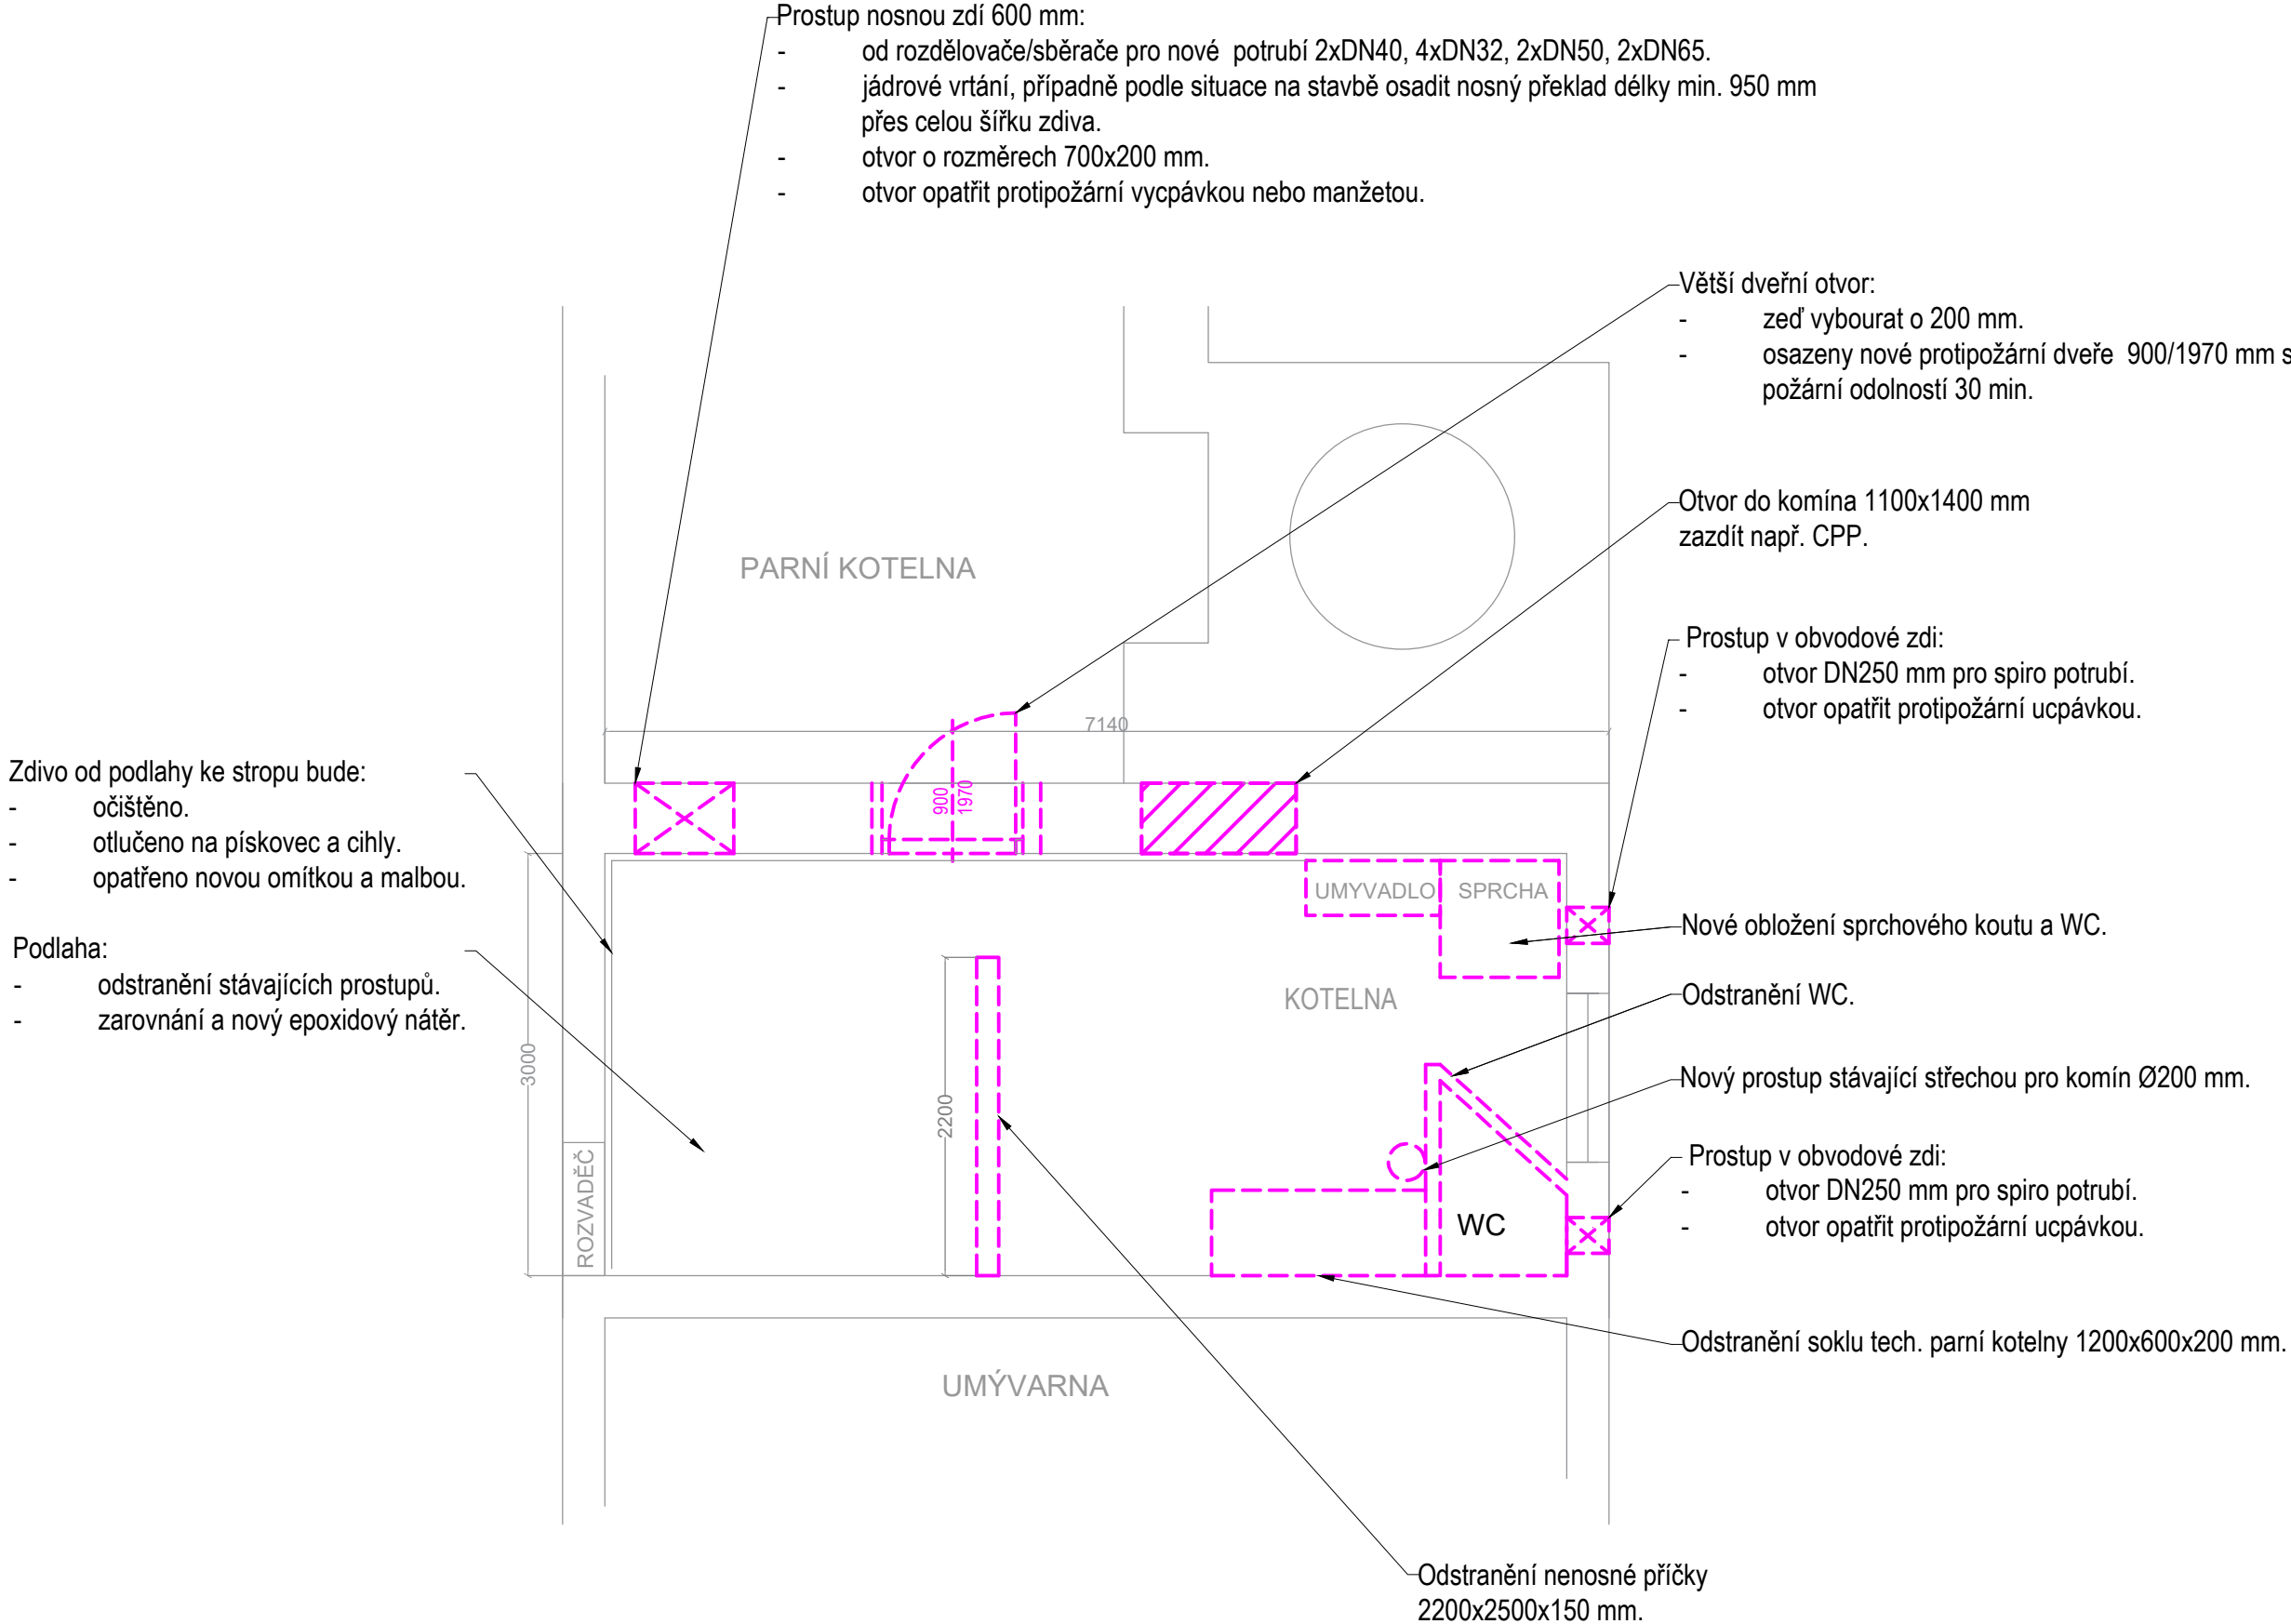 Prostup nosnou zdí 600 mm:
- od rozdělovače/sběrače pro nové  potrubí 2xDN40, 4xDN32, 2xDN50, 2xDN65.
- jádrové vrtání, případně podle situace na stavbě osadit nosný překlad délky min. 950 mm
přes celou šířku zdiva.
- otvor o rozměrech 700x200 mm.
- otvor opatřit protipožární vycpávkou nebo manžetou.
Větší dveřní otvor:
- zeď vybourat o 200 mm.
- osazeny nové protipožární dveře  900/1970 mm s
požární odolností 30 min.
Otvor do komína 1100x1400 mm
zazdít např. CPP.
PARNÍ KOTELNA
Prostup v obvodové zdi:
- otvor DN250 mm pro spiro potrubí.
- otvor opatřit protipožární ucpávkou.
7140
Zdivo od podlahy ke stropu bude:
- očištěno.
- otlučeno na pískovec a cihly.
- opatřeno novou omítkou a malbou.
900
1970
UMYVADLO
SPRCHA
Nové obložení sprchového koutu a WC.
Podlaha:
- odstranění stávajících prostupů.
- zarovnání a nový epoxidový nátěr.
KOTELNA
Odstranění WC.
3000
2200
Nový prostup stávající střechou pro komín Ø200 mm.
ROZVADĚČ
WC
Prostup v obvodové zdi:
- otvor DN250 mm pro spiro potrubí.
- otvor opatřit protipožární ucpávkou.
Odstranění soklu tech. parní kotelny 1200x600x200 mm.
UMÝVARNA
Odstranění nenosné příčky
2200x2500x150 mm.